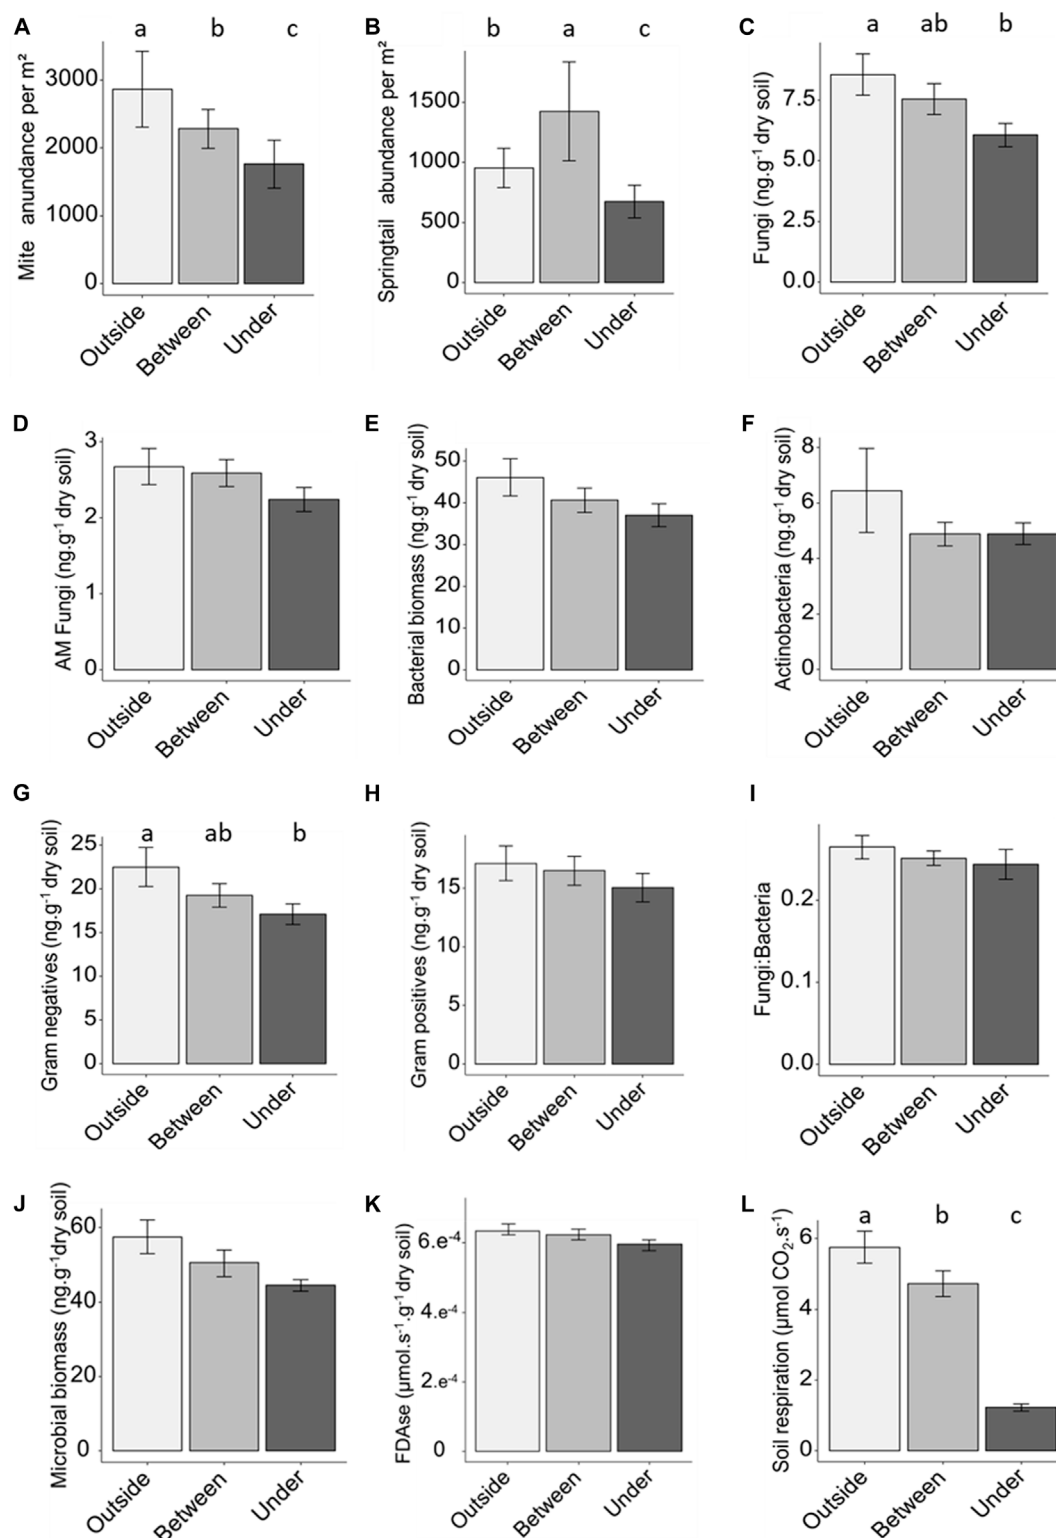 A
a b c
Mite anundance per m²
3000
2000
1000
0
Outside Between Under
B
b a c
Springtail abundance per m²
1500
1000
500
0
Outside Between Under
C
a ab b
Fungi (ng.g⁻¹ dry soil)
7.5
5.0
2.5
0.0
Outside Between Under
D
AM Fungi (ng.g⁻¹ dry soil)
3
2
1
0
Outside Between Under
E
Bacterial biomass (ng.g⁻¹ dry soil)
50
40
30
20
10
0
Outside Between Under
F
Actinobacteria (ng.g⁻¹ dry soil)
8
6
4
2
0
Outside Between Under
G
a ab b
Gram negatives (ng.g⁻¹ dry soil)
25
20
15
10
5
0
Outside Between Under
H
Gram positives (ng.g⁻¹ dry soil)
15
10
5
0
Outside Between Under
I
Fungi:Bacteria
0.2
0.1
0.0
Outside Between Under
J
Microbial biomass (ng.g⁻¹dry soil)
60
40
20
0
Outside Between Under
K
FDAse (µmol.s⁻¹.g⁻¹dry soil)
6.e⁻⁴
4.e⁻⁴
2.e⁻⁴
0
Outside Between Under
L
a b c
Soil respiration (µmol CO₂.s⁻¹)
6
4
2
0
Outside Between Under